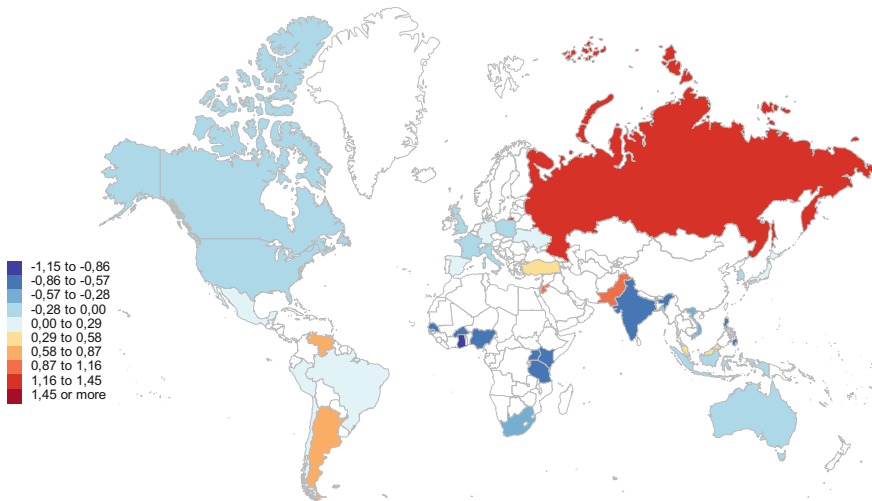 -1,15 to -0,86
-0,86 to -0,57
-0,57 to -0,28
-0,28 to 0,00
0,00 to 0,29
0,29 to 0,58
0,58 to 0,87
0,87 to 1,16
1,16 to 1,45
1,45 or more